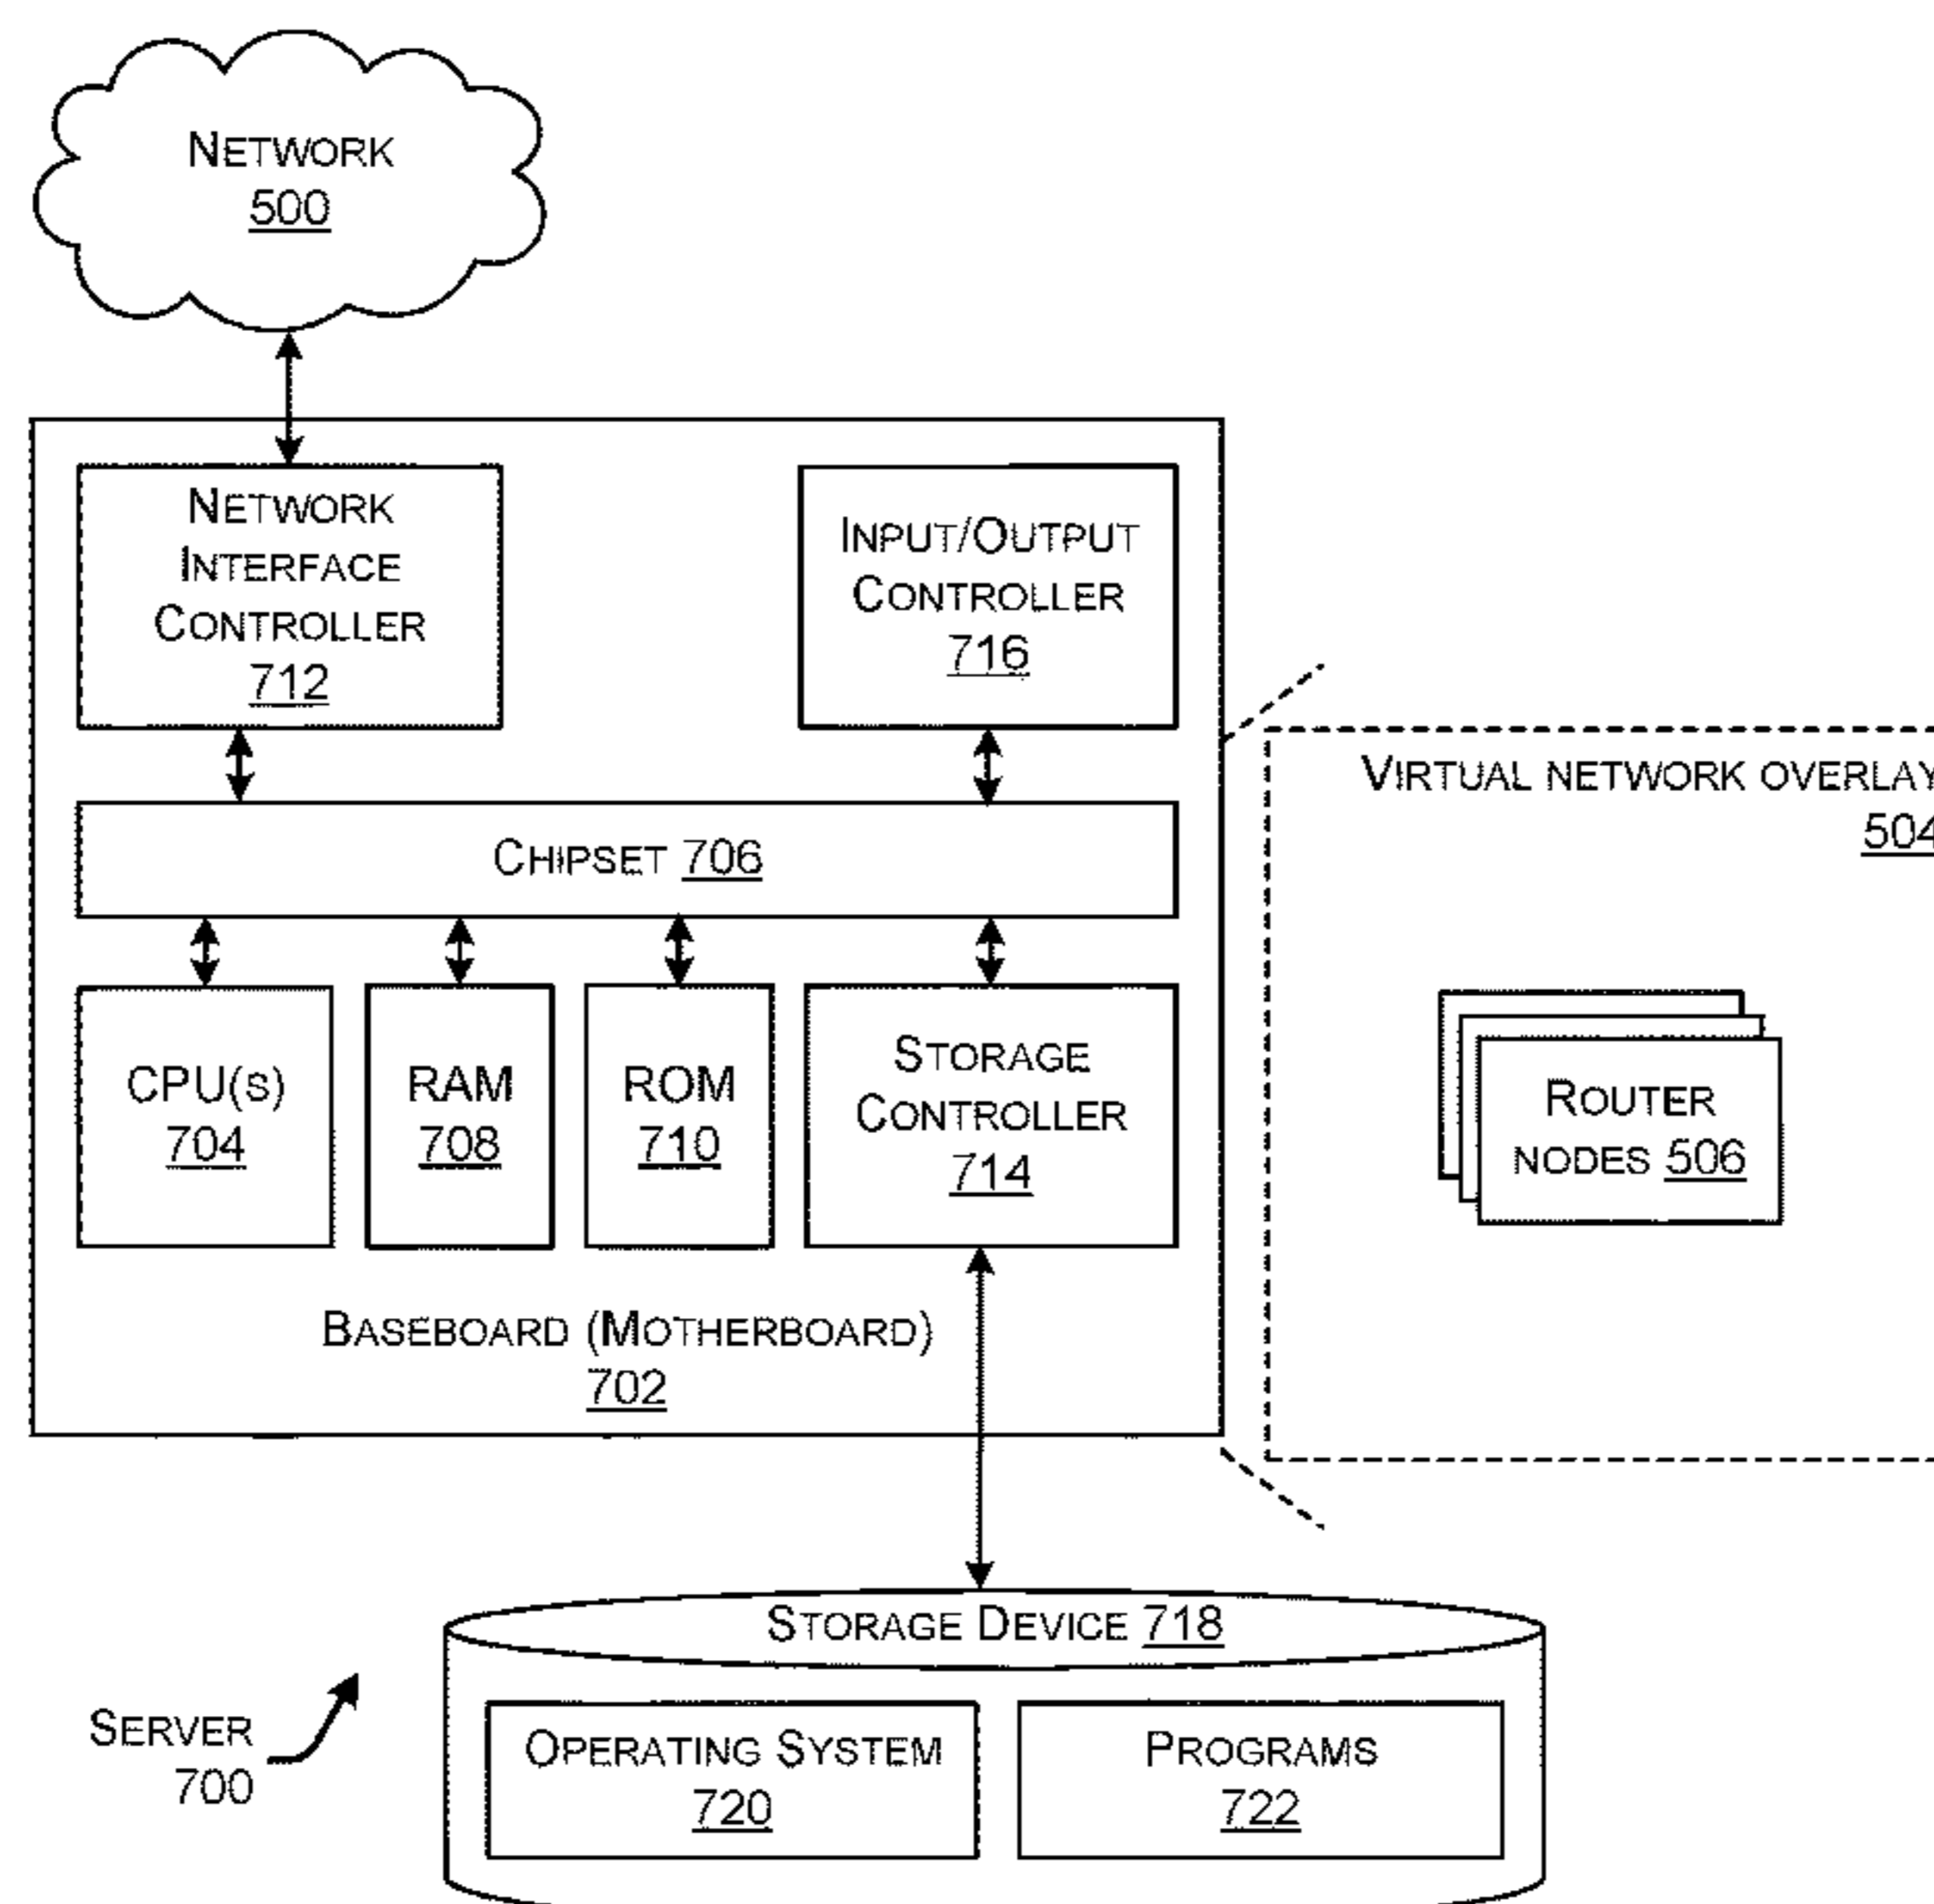 NETWORK
500
NETWORK
INTERFACE
CONTROLLER
712
INPUT/OUTPUT
CONTROLLER
716
VIRTUAL NETWORK OVERLAY
504
CHIPSET 706
CPU(S)
704
RAM
708
ROM
710
STORAGE
CONTROLLER
714
ROUTER
NODES 506
BASEBOARD (MOTHERBOARD)
702
STORAGE DEVICE 718
SERVER
700
OPERATING SYSTEM
720
PROGRAMS
722